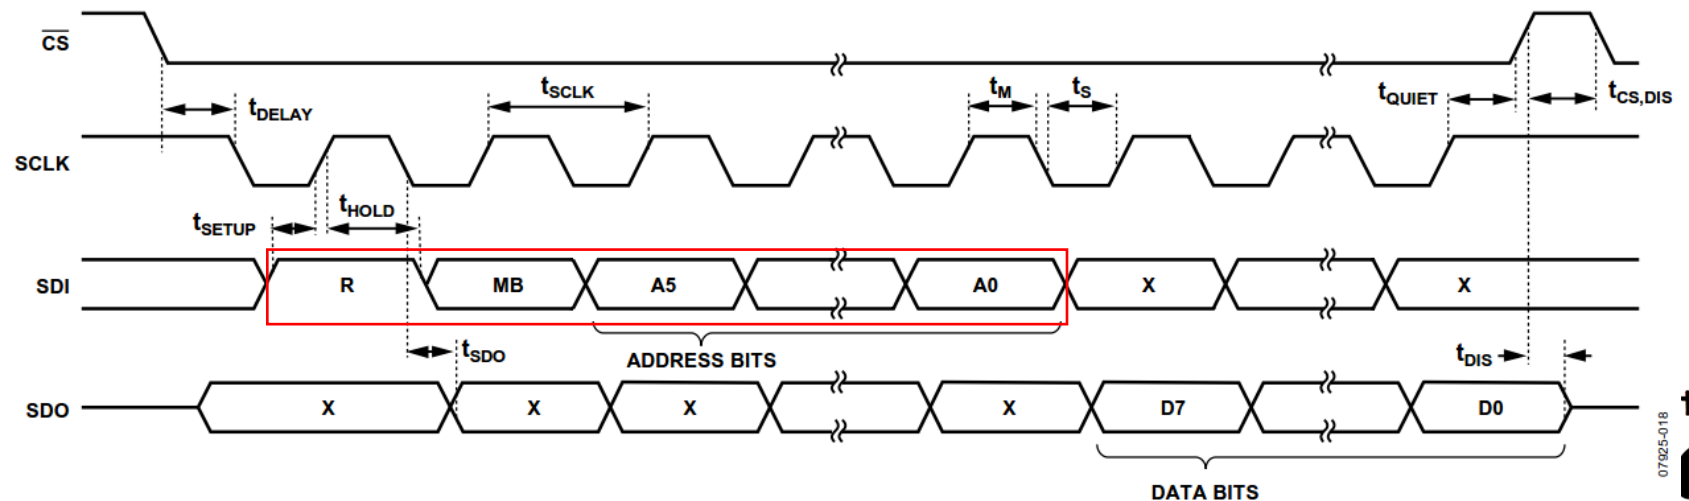 CS
tDELAY
tSCLK
tM
tS
tQUIET
tCS,DIS
SCLK
tSETUP
tHOLD
SDI
R
MB
A5
A0
X
X
tSDO
ADDRESS BITS
tDIS
SDO
X
X
X
X
D7
D0
DATA BITS
07925-018